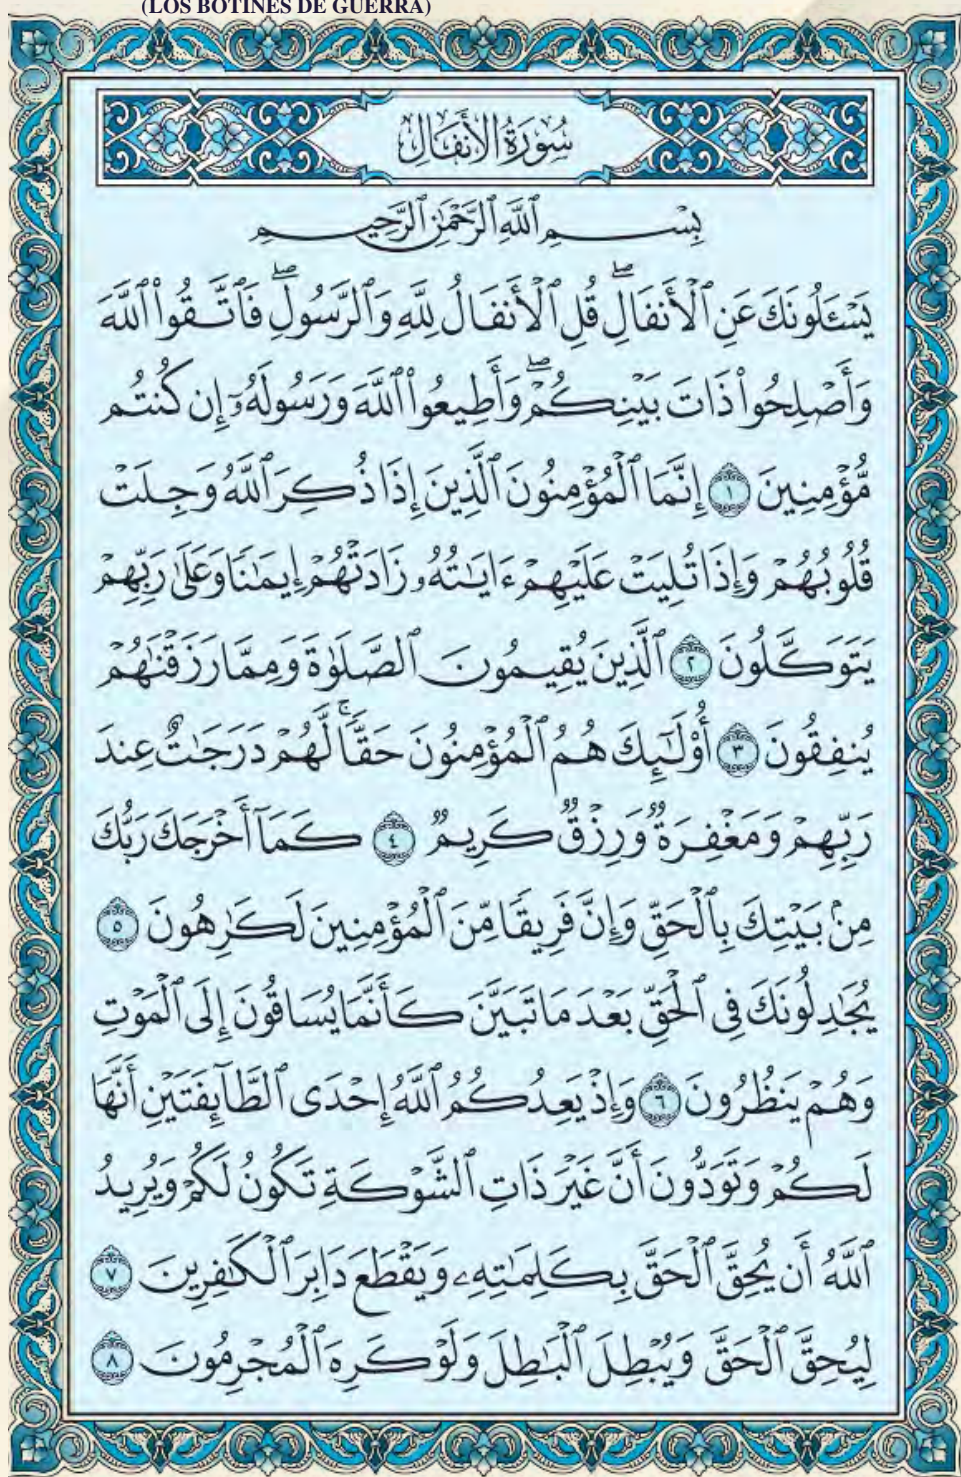 (LOS BOTINES DE GUERRA)
سُورَةُ الأَنفَالِ
بِسْمِ ٱللَّهِ ٱلرَّحْمَٰنِ ٱلرَّحِيمِ
يَسْـَٔلُونَكَ عَنِ ٱلْأَنفَالِۖ قُلِ ٱلْأَنفَالُ لِلَّهِ وَٱلرَّسُولِۖ فَٱتَّقُوا۟ ٱللَّهَ
وَأَصْلِحُوا۟ ذَاتَ بَيْنِكُمْۖ وَأَطِيعُوا۟ ٱللَّهَ وَرَسُولَهُۥٓ إِن كُنتُم
مُّؤْمِنِينَ ١ إِنَّمَا ٱلْمُؤْمِنُونَ ٱلَّذِينَ إِذَا ذُكِرَ ٱللَّهُ وَجِلَتْ
قُلُوبُهُمْ وَإِذَا تُلِيَتْ عَلَيْهِمْ ءَايَٰتُهُۥ زَادَتْهُمْ إِيمَٰنًا وَعَلَىٰ رَبِّهِمْ
يَتَوَكَّلُونَ ٢ ٱلَّذِينَ يُقِيمُونَ ٱلصَّلَوٰةَ وَمِمَّا رَزَقْنَٰهُمْ
يُنفِقُونَ ٣ أُو۟لَٰٓئِكَ هُمُ ٱلْمُؤْمِنُونَ حَقًّاۚ لَّهُمْ دَرَجَٰتٌ عِندَ
رَبِّهِمْ وَمَغْفِرَةٌ وَرِزْقٌ كَرِيمٌ ٤ كَمَآ أَخْرَجَكَ رَبُّكَ
مِنۢ بَيْتِكَ بِٱلْحَقِّ وَإِنَّ فَرِيقًا مِّنَ ٱلْمُؤْمِنِينَ لَكَٰرِهُونَ ٥
يُجَٰدِلُونَكَ فِى ٱلْحَقِّ بَعْدَ مَا تَبَيَّنَ كَأَنَّمَا يُسَاقُونَ إِلَى ٱلْمَوْتِ
وَهُمْ يَنظُرُونَ ٦ وَإِذْ يَعِدُكُمُ ٱللَّهُ إِحْدَى ٱلطَّآئِفَتَيْنِ أَنَّهَا
لَكُمْ وَتَوَدُّونَ أَنَّ غَيْرَ ذَاتِ ٱلشَّوْكَةِ تَكُونُ لَكُمْ وَيُرِيدُ
ٱللَّهُ أَن يُحِقَّ ٱلْحَقَّ بِكَلِمَٰتِهِۦ وَيَقْطَعَ دَابِرَ ٱلْكَٰفِرِينَ ٧
لِيُحِقَّ ٱلْحَقَّ وَيُبْطِلَ ٱلْبَٰطِلَ وَلَوْ كَرِهَ ٱلْمُجْرِمُونَ ٨